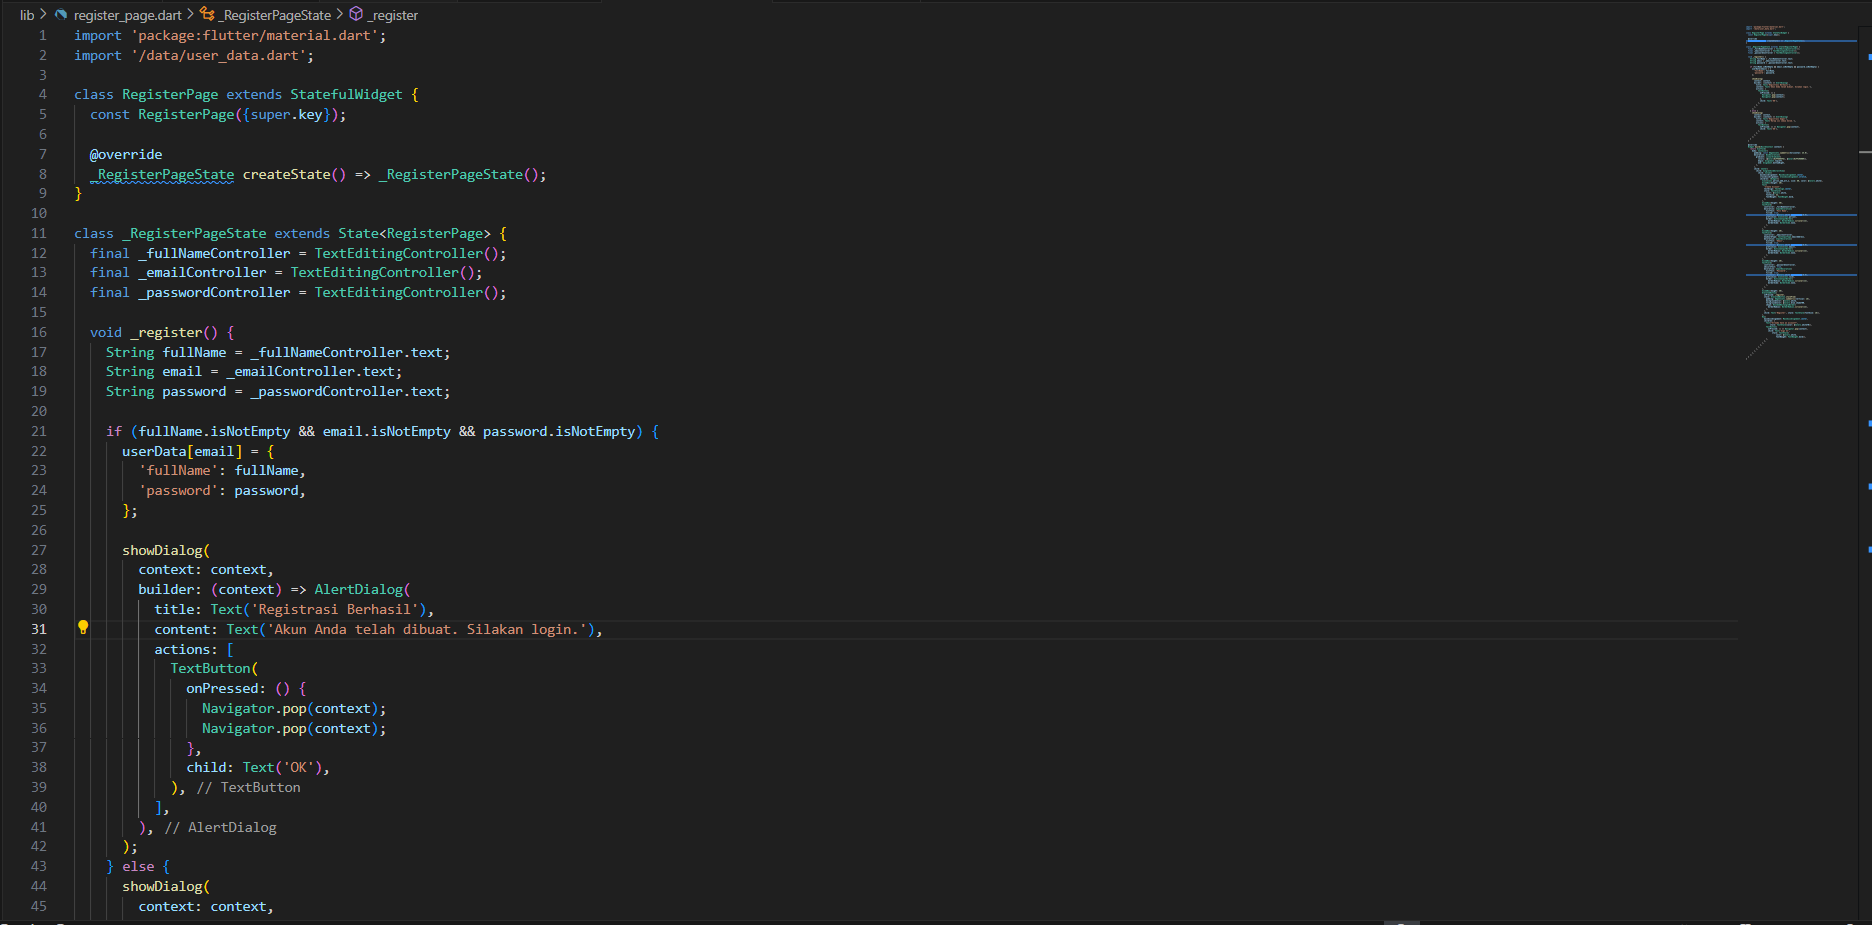 lib > register_page.dart > _RegisterPageState > _register
1 import 'package:flutter/material.dart';
2 import '/data/user_data.dart';
3
4 class RegisterPage extends StatefulWidget {
5   const RegisterPage({super.key});
6
7   @override
8   _RegisterPageState createState() => _RegisterPageState();
9 }
10
11 class _RegisterPageState extends State<RegisterPage> {
12   final _fullNameController = TextEditingController();
13   final _emailController = TextEditingController();
14   final _passwordController = TextEditingController();
15
16   void _register() {
17     String fullName = _fullNameController.text;
18     String email = _emailController.text;
19     String password = _passwordController.text;
20
21     if (fullName.isNotEmpty && email.isNotEmpty && password.isNotEmpty) {
22       userData[email] = {
23         'fullName': fullName,
24         'password': password,
25       };
26
27       showDialog(
28         context: context,
29         builder: (context) => AlertDialog(
30           title: Text('Registrasi Berhasil'),
31           content: Text('Akun Anda telah dibuat. Silakan login.'),
32           actions: [
33             TextButton(
34               onPressed: () {
35                 Navigator.pop(context);
36                 Navigator.pop(context);
37               },
38               child: Text('OK'),
39             ), // TextButton
40           ],
41         ), // AlertDialog
42       );
43     } else {
44       showDialog(
45         context: context,